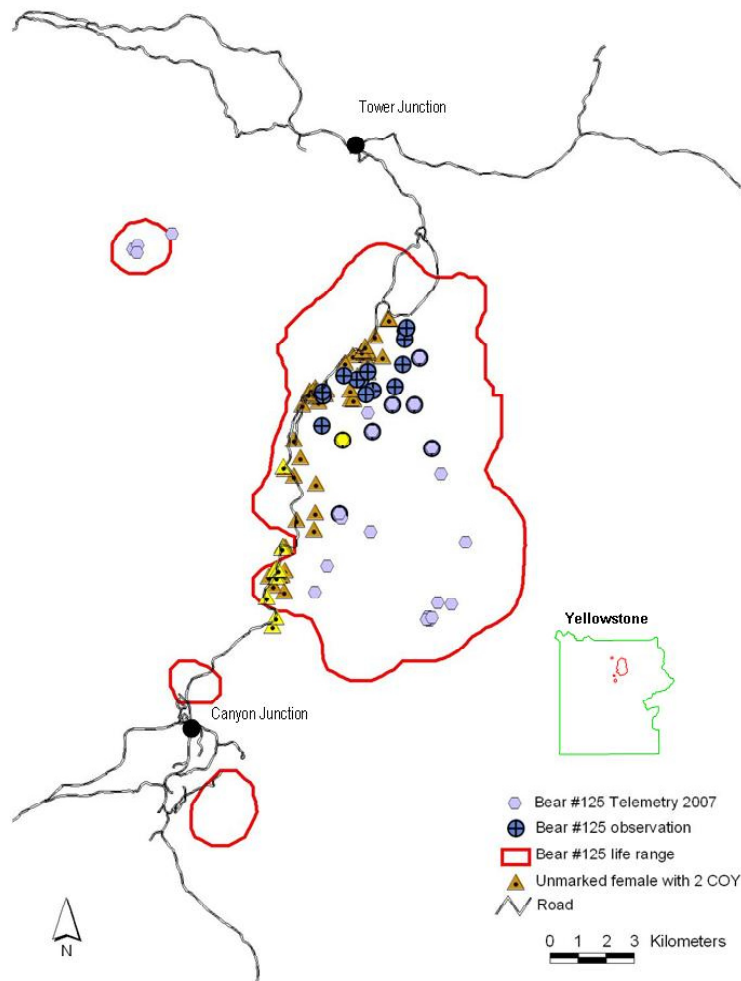 Tower Junction
Canyon Junction
Yellowstone
Bear #125 Telemetry 2007
Bear #125 observation
Bear #125 life range
Unmarked female with 2 COY
Road
N
0 1 2 3 Kilometers